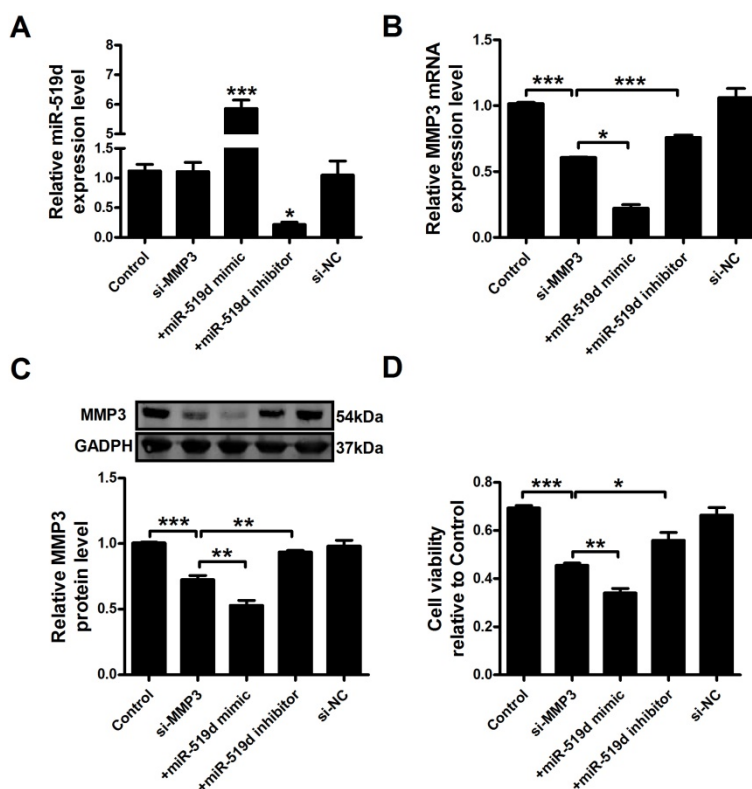 A
Relative miR-519d
expression level
8
7
6
5
1.5
1.0
0.5
0.0
***
*
Control
si-MMP3
+miR-519d mimic
+miR-519d inhibitor
si-NC
B
Relative MMP3 mRNA
expression level
1.5
1.0
0.5
0.0
***
***
*
Control
si-MMP3
+miR-519d mimic
+miR-519d inhibitor
si-NC
C
MMP3
54kDa
GADPH
37kDa
Relative MMP3
protein level
1.5
1.0
0.5
0.0
***
**
**
Control
si-MMP3
+miR-519d mimic
+miR-519d inhibitor
si-NC
D
Cell viability
relative to Control
0.8
0.6
0.4
0.2
0.0
***
*
**
Control
si-MMP3
+miR-519d mimic
+miR-519d inhibitor
si-NC